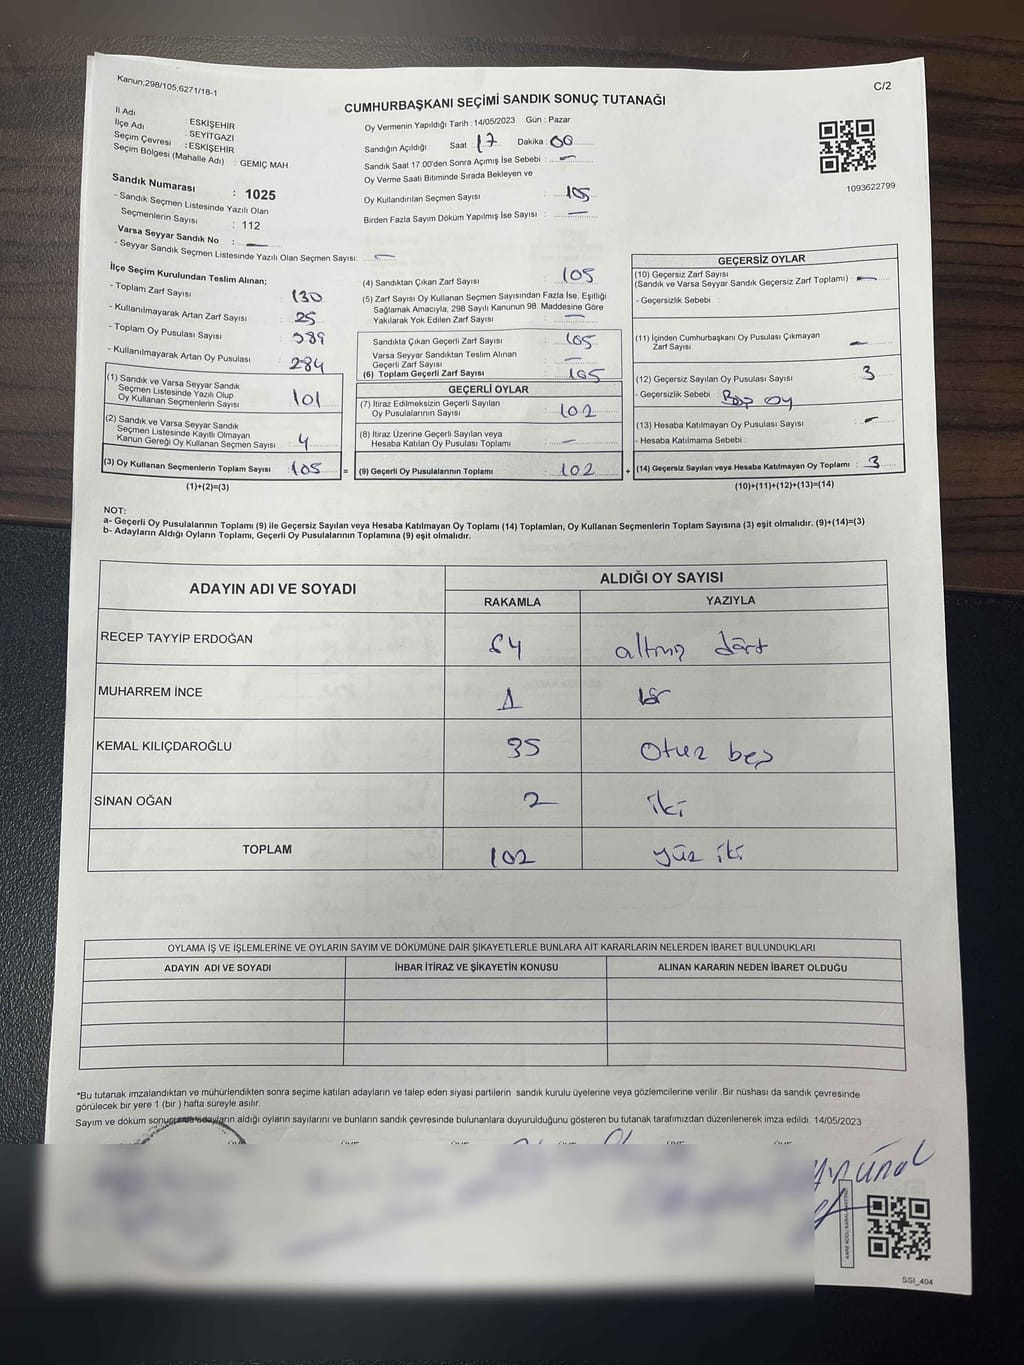 Kanun;298/105,6271/18-1
C/2
CUMHURBAŞKANI SEÇİMİ SANDIK SONUÇ TUTANAĞI
İl Adı : ESKİŞEHİR
İlçe Adı : SEYİTGAZİ
Seçim Çevresi : ESKİŞEHİR
Seçim Bölgesi (Mahalle Adı) : GEMİÇ MAH
Sandık Numarası : 1025
- Sandık Seçmen Listesinde Yazılı Olan
Seçmenlerin Sayısı : 112
Varsa Seyyar Sandık No : —
- Seyyar Sandık Seçmen Listesinde Yazılı Olan Seçmen Sayısı: —
Oy Vermenin Yapıldığı Tarih : 14/05/2023 Gün : Pazar
Sandığın Açıldığı Saat 17 Dakika : 00
Sandık Saat 17.00'den Sonra Açımış İse Sebebi : —
Oy Verme Saati Bitiminde Sırada Bekleyen ve
Oy Kullandırılan Seçmen Sayısı : 105
Birden Fazla Sayım Döküm Yapılmış İse Sayısı : —
1093622799
İlçe Seçim Kurulundan Teslim Alınan;
- Toplam Zarf Sayısı : 130
- Kullanılmayarak Artan Zarf Sayısı : 25
- Toplam Oy Pusulası Sayısı : 389
- Kullanılmayarak Artan Oy Pusulası : 284
(1) Sandık ve Varsa Seyyar Sandık
Seçmen Listesinde Yazılı Olup
Oy Kullanan Seçmenlerin Sayısı : 101
(2) Sandık ve Varsa Seyyar Sandık
Seçmen Listesinde Kayıtlı Olmayan
Kanun Gereği Oy Kullanan Seçmen Sayısı : 4
(3) Oy Kullanan Seçmenlerin Toplam Sayısı : 105 =
(1)+(2)=(3)
(4) Sandıktan Çıkan Zarf Sayısı : 105
(5) Zarf Sayısı Oy Kullanan Seçmen Sayısından Fazla İse, Eşitliği
Sağlamak Amacıyla, 298 Sayılı Kanunun 98. Maddesine Göre
Yakılarak Yok Edilen Zarf Sayısı : —
Sandıkta Çıkan Geçerli Zarf Sayısı : 105
Varsa Seyyar Sandıktan Teslim Alınan
Geçerli Zarf Sayısı : —
(6) Toplam Geçerli Zarf Sayısı : 105
GEÇERLİ OYLAR
(7) İtiraz Edilmeksizin Geçerli Sayılan
Oy Pusulalarının Sayısı : 102
(8) İtiraz Üzerine Geçerli Sayılan veya
Hesaba Katılan Oy Pusulası Toplamı : —
(9) Geçerli Oy Pusulalarının Toplamı : 102 +
GEÇERSİZ OYLAR
(10) Geçersiz Zarf Sayısı
(Sandık ve Varsa Seyyar Sandık Geçersiz Zarf Toplamı) : —
- Geçersizlik Sebebi :
(11) İçinden Cumhurbaşkanı Oy Pusulası Çıkmayan
Zarf Sayısı : —
(12) Geçersiz Sayılan Oy Pusulası Sayısı : 3
- Geçersizlik Sebebi : Boş oy
(13) Hesaba Katılmayan Oy Pusulası Sayısı : —
- Hesaba Katılmama Sebebi :
(14) Geçersiz Sayılan veya Hesaba Katılmayan Oy Toplamı : 3
(10)+(11)+(12)+(13)=(14)
NOT:
a- Geçerli Oy Pusulalarının Toplamı (9) ile Geçersiz Sayılan veya Hesaba Katılmayan Oy Toplamı (14) Toplamları, Oy Kullanan Seçmenlerin Toplam Sayısına (3) eşit olmalıdır. (9)+(14)=(3)
b- Adayların Aldığı Oyların Toplamı, Geçerli Oy Pusulalarının Toplamına (9) eşit olmalıdır.
ADAYIN ADI VE SOYADI
ALDIĞI OY SAYISI
RAKAMLA YAZIYLA
RECEP TAYYİP ERDOĞAN 64 altmış dört
MUHARREM İNCE 1 bir
KEMAL KILIÇDAROĞLU 35 otuz beş
SİNAN OĞAN 2 iki
TOPLAM 102 yüz iki
OYLAMA İŞ VE İŞLEMLERİNE VE OYLARIN SAYIM VE DÖKÜMÜNE DAİR ŞİKAYETLERLE BUNLARA AİT KARARLARIN NELERDEN İBARET BULUNDUKLARI
ADAYIN ADI VE SOYADI İHBAR İTİRAZ VE ŞİKAYETİN KONUSU ALINAN KARARIN NEDEN İBARET OLDUĞU
*Bu tutanak imzalandıktan ve mühürlendikten sonra seçime katılan adayların ve talep eden siyasi partilerin sandık kurulu üyelerine veya gözlemcilerine verilir .Bir nüshası da sandık çevresinde
görülecek bir yere 1 (bir ) hafta süreyle asılır.
Sayım ve döküm sonucunda adayların aldığı oyların sayılarını ve bunların sandık çevresinde bulunanlara duyurulduğunu gösteren bu tutanak tarafımızdan düzenlenerek imza edildi. 14/05/2023
SSI_404